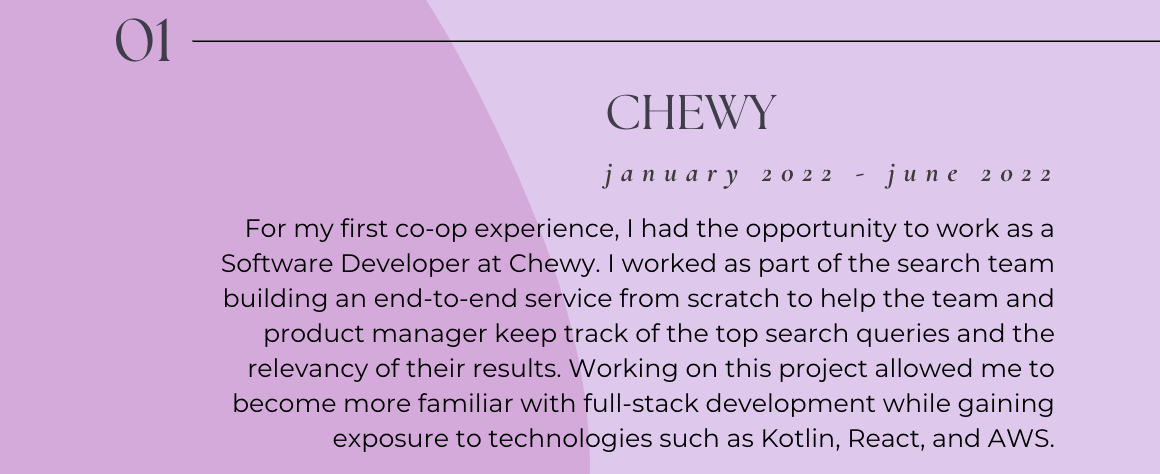 01
CHEWY
january 2022 - june 2022
For my first co-op experience, I had the opportunity to work as a
Software Developer at Chewy. I worked as part of the search team
building an end-to-end service from scratch to help the team and
product manager keep track of the top search queries and the
relevancy of their results. Working on this project allowed me to
become more familiar with full-stack development while gaining
exposure to technologies such as Kotlin, React, and AWS.